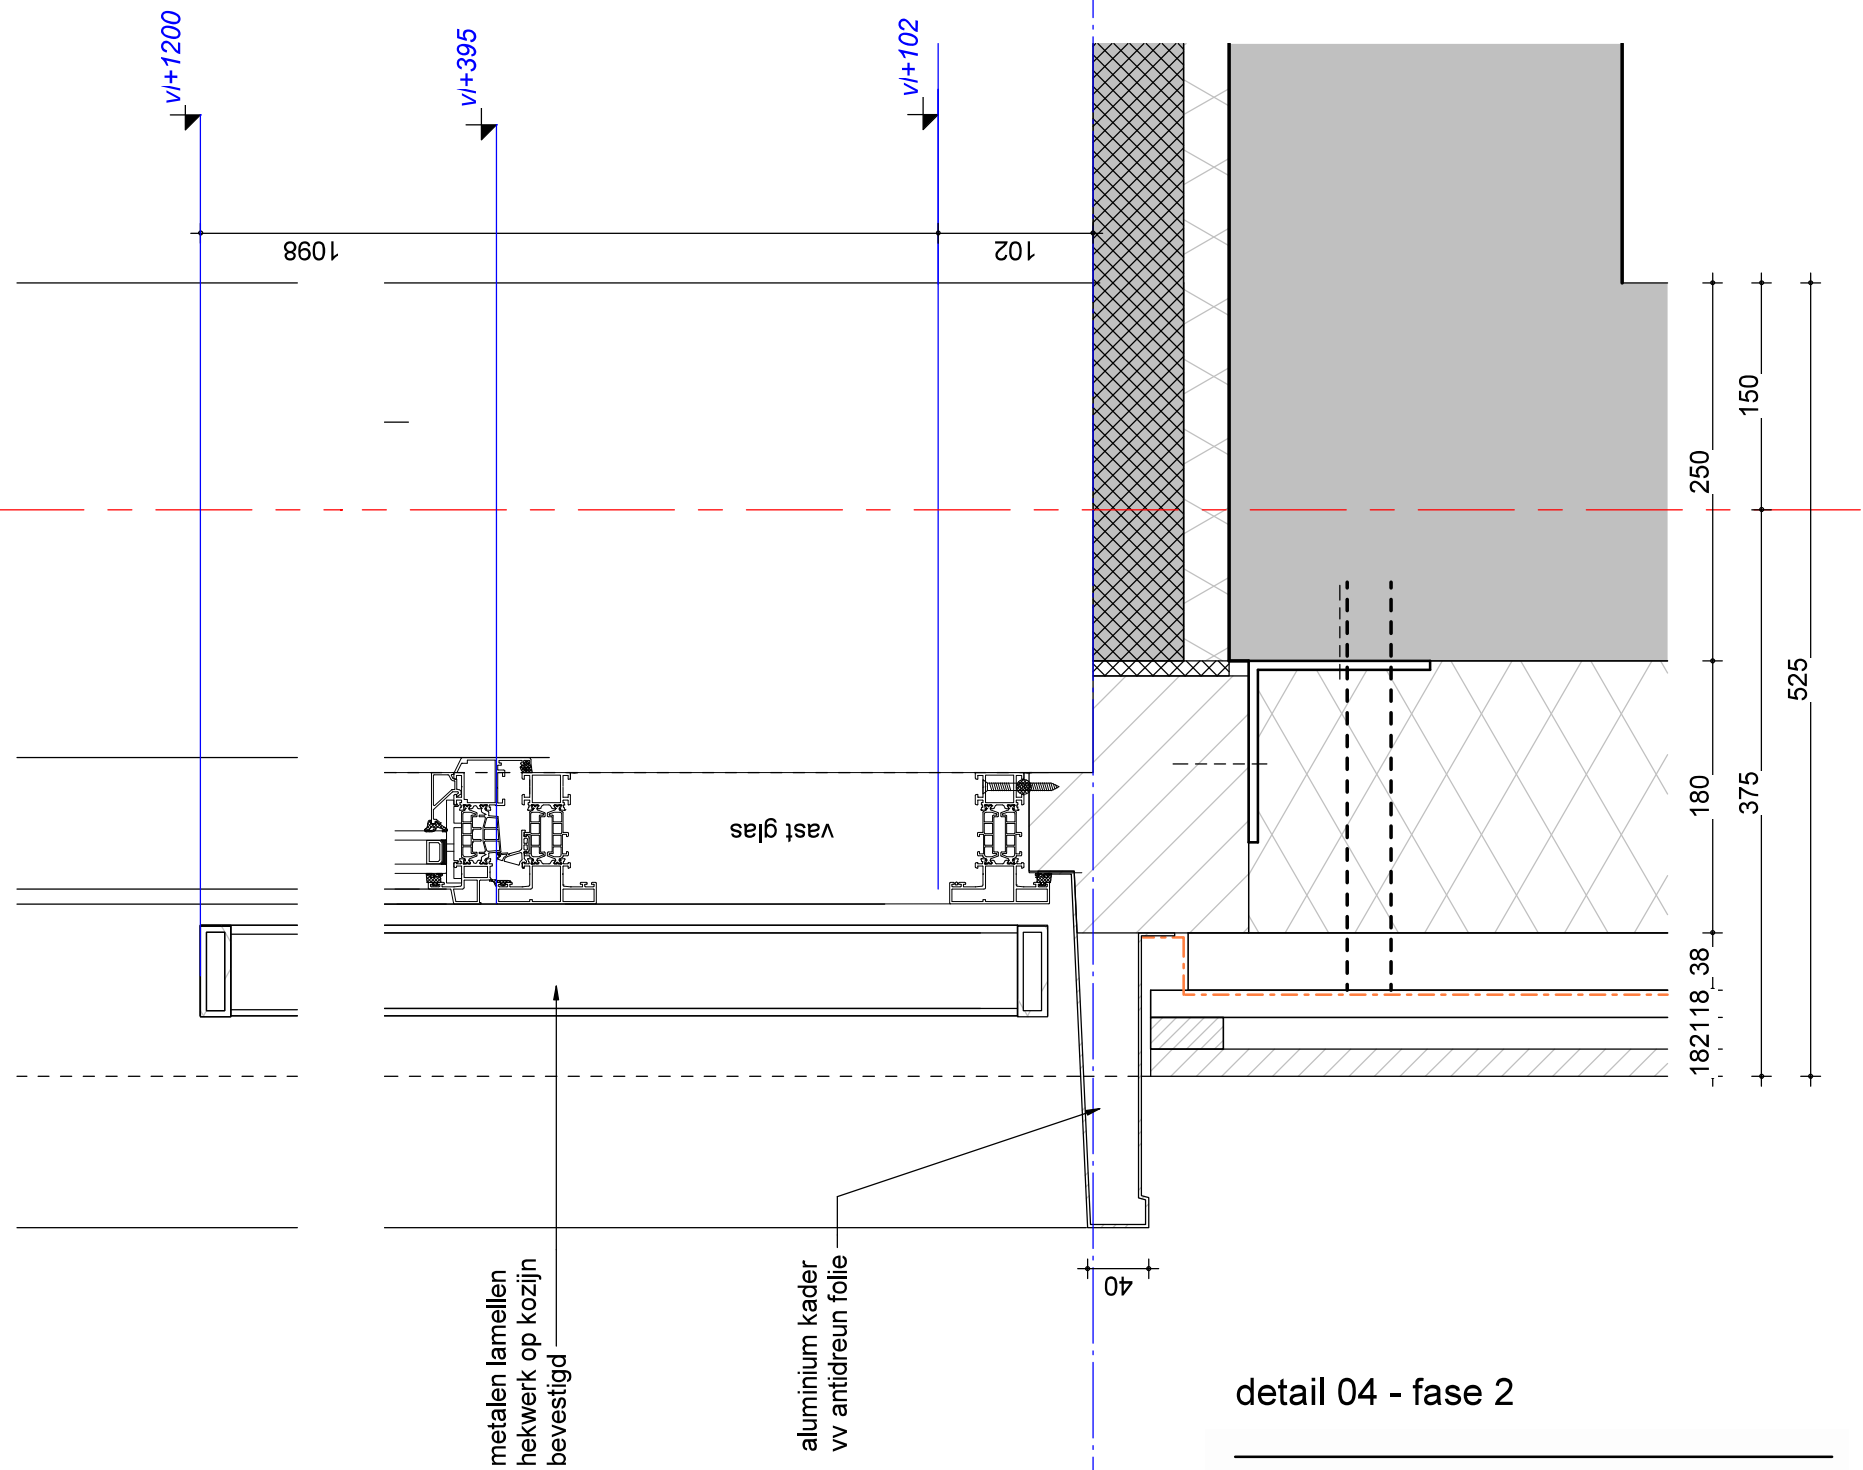 vl+1200
vl+395
vl+102
1098
102
150
250
525
180
375
38
18
21
18
vast glas
40
metalen lamellen
hekwerk op kozijn
bevestigd
aluminium kader
vv antidreun folie
detail 04 - fase 2